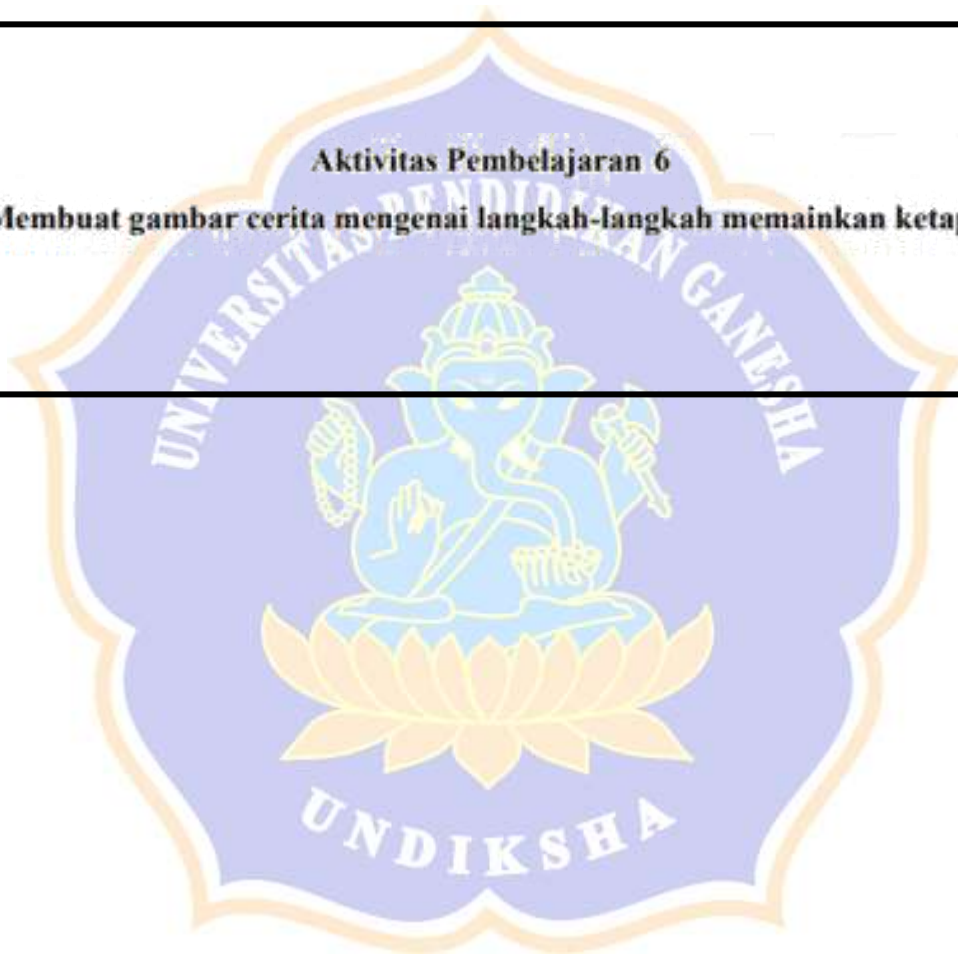 Aktivitas Pembelajaran 6
Membuat gambar cerita mengenai langkah-langkah memainkan
UNIVERSITAS PENDIDIKAN GANESHA
UNDIKSHA